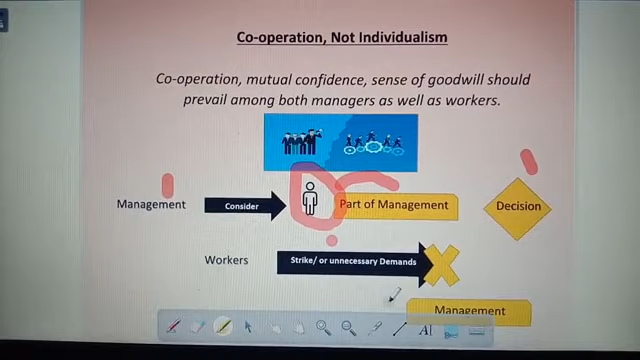 Co-operation, Not Individualism
Co-operation, mutual confidence, sense of goodwill should
prevail among both managers as well as workers.
Management
Consider
Part of Management
Decision
Workers
Strike/ or unnecessary Demands
Management
AI